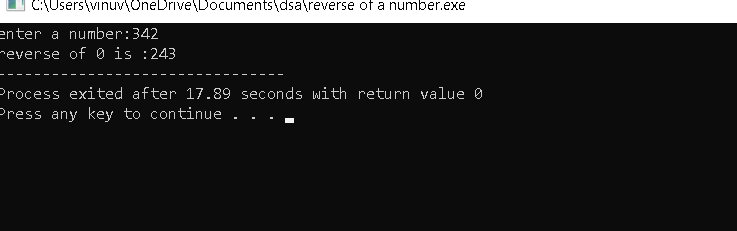 C:\Users\vinuv\OneDrive\Documents\dsa\reverse of a number.exe
enter a number:342
reverse of 0 is :243
--------------------------------
Process exited after 17.89 seconds with return value 0
Press any key to continue . . .